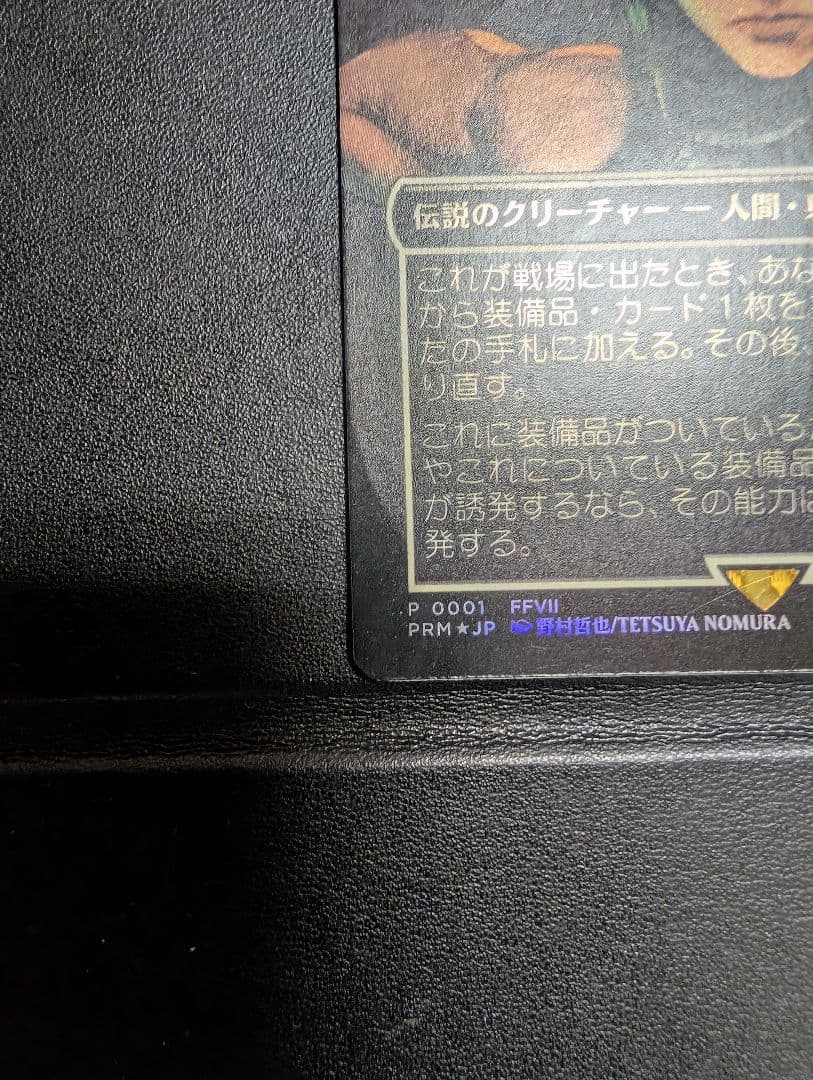 伝説のクリーチャー — 人間・
これが戦場に出たとき、あな
から装備品・カード1枚を
たの手札に加える。その後、
り直す。
これに装備品がついている
やこれについている装備品
が誘発するなら、その能力は
発する。
P 0001 FFVII
PRM★JP 野村哲也/TETSUYA NOMURA